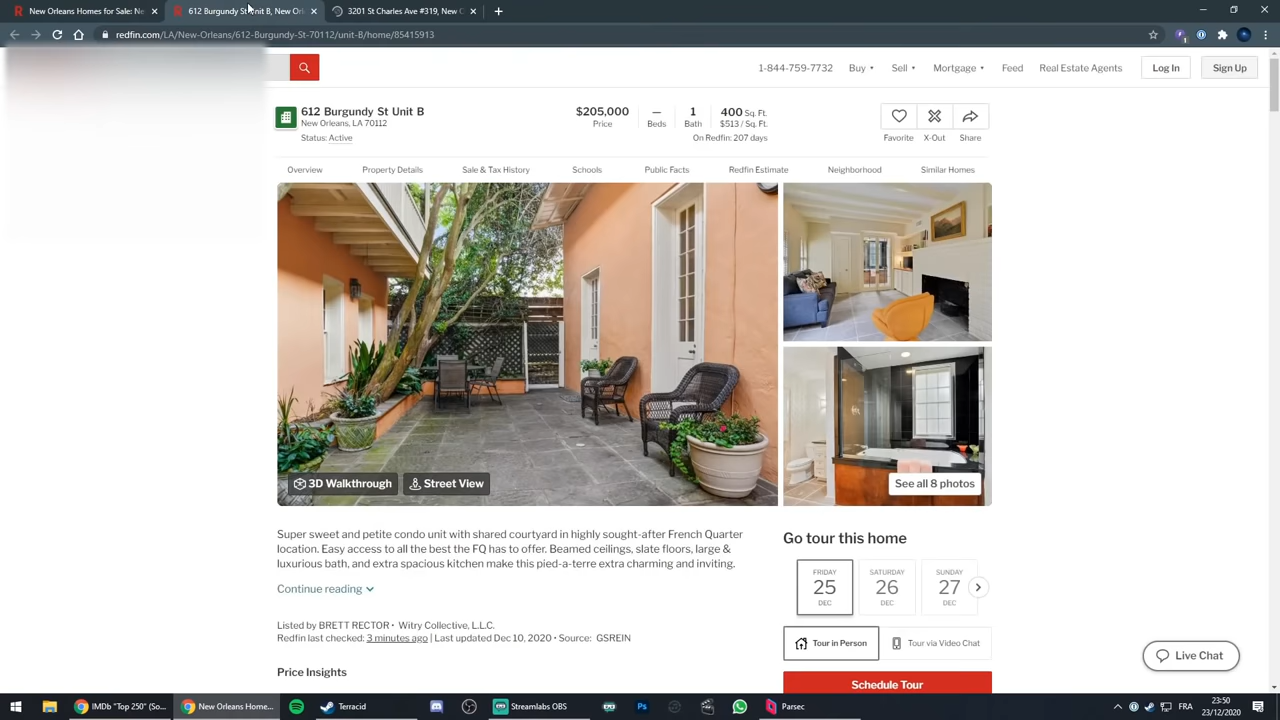 612 Burgundy St For Sale: Ne
612 Burgundy St Unit B, New O
redfin.com/LA/New-Orleans/612-Burgundy-St-70112/unit-B/home/85415913
1-844-759-7732 Buy Sell Mortgage Feed Real Estate Agents Log In Sign Up
612 Burgundy St Unit B
New Orleans, LA 70112
Status: Active
$205,000 — 1 400 Sq. Ft.
Price Beds Bath $513 / Sq. Ft.
On Redfin: 207 days
Favorite X-Out Share
Overview Property Details Sale & Tax History Schools Public Facts Redfin Estimate Neighborhood Similar Homes
3D Walkthrough Street View
See all 8 photos
Super sweet and petite condo unit with shared courtyard in highly sought-after French Quarter
location. Easy access to all the best the FQ has to offer. Beamed ceilings, slate floors, large &
luxurious bath, and extra spacious kitchen make this pied-a-terre extra charming and inviting.
Continue reading
Listed by BRETT RECTOR • Witry Collective, L.L.C.
Redfin last checked: 3 minutes ago | Last updated Dec 10, 2020 • Source: GSREIN
Price Insights
Go tour this home
FRIDAY SATURDAY SUNDAY
25 26 27
DEC DEC DEC
Tour in Person Tour via Video Chat
Schedule Tour
Live Chat
IMDb "Top 250" (So... New Orleans Home... Terracid Streamlabs OBS Parsec FRA 23:50
23/12/2020